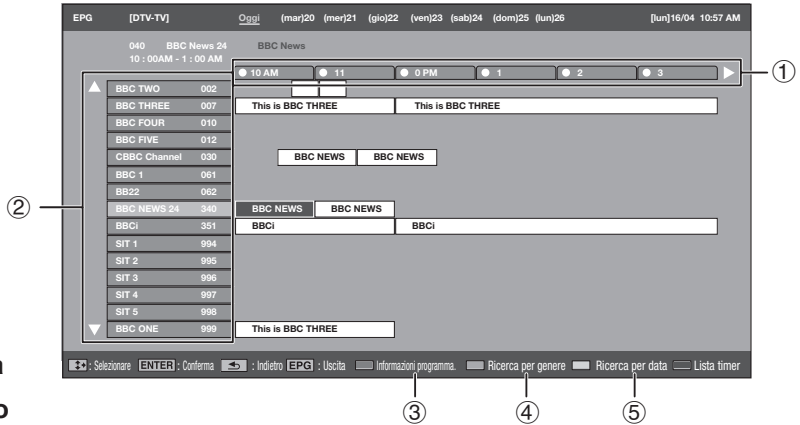 EPG [DTV-TV] Oggi (mar)20 (mer)21 (gio)22 (ven)23 (sab)24 (dom)25 (lun)26 [lun]16/04 10:57 AM
040 BBC News 24 BBC News
10 : 00AM - 1 : 00 AM
10 AM 11 0 PM 1 2 3 ①
BBC TWO 002
BBC THREE 007 This is BBC THREE This is BBC THREE
BBC FOUR 010
BBC FIVE 012
CBBC Channel 030 BBC NEWS BBC NEWS
BBC 1 061
BB22 062
② BBC NEWS 24 340 BBC NEWS BBC NEWS
BBCi 351 BBCi BBCi
SIT 1 994
SIT 2 995
SIT 3 996
SIT 4 997
SIT 5 998
BBC ONE 999 This is BBC THREE
: Selezionare ENTER : Conferma : Indietro EPG : Uscita Informazioni programma. Ricerca per genere Ricerca per data Lista timer
③ ④ ⑤
a
o